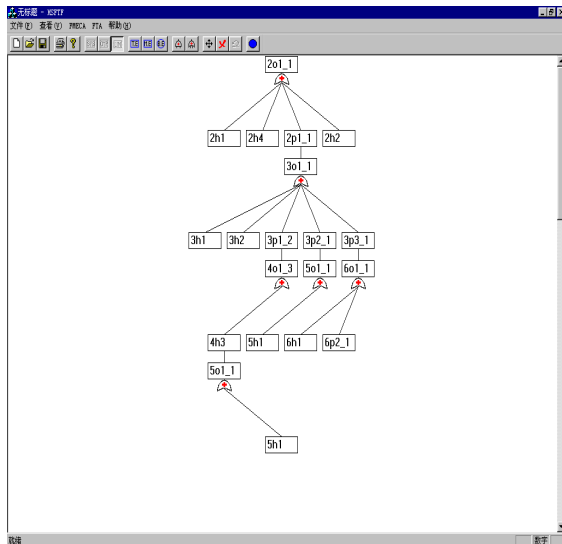 无标题 - KSFTF
文件(F) 查看(V) FMECA FTA 帮助(H)
2o1_1
2h1 2h4 2p1_1 2h2
3o1_1
3h1 3h2 3p1_2 3p2_1 3p3_1
4o1_3 5o1_1 6o1_1
4h3 5h1 6h1 6p2_1
5o1_1
5h1
就绪 数字